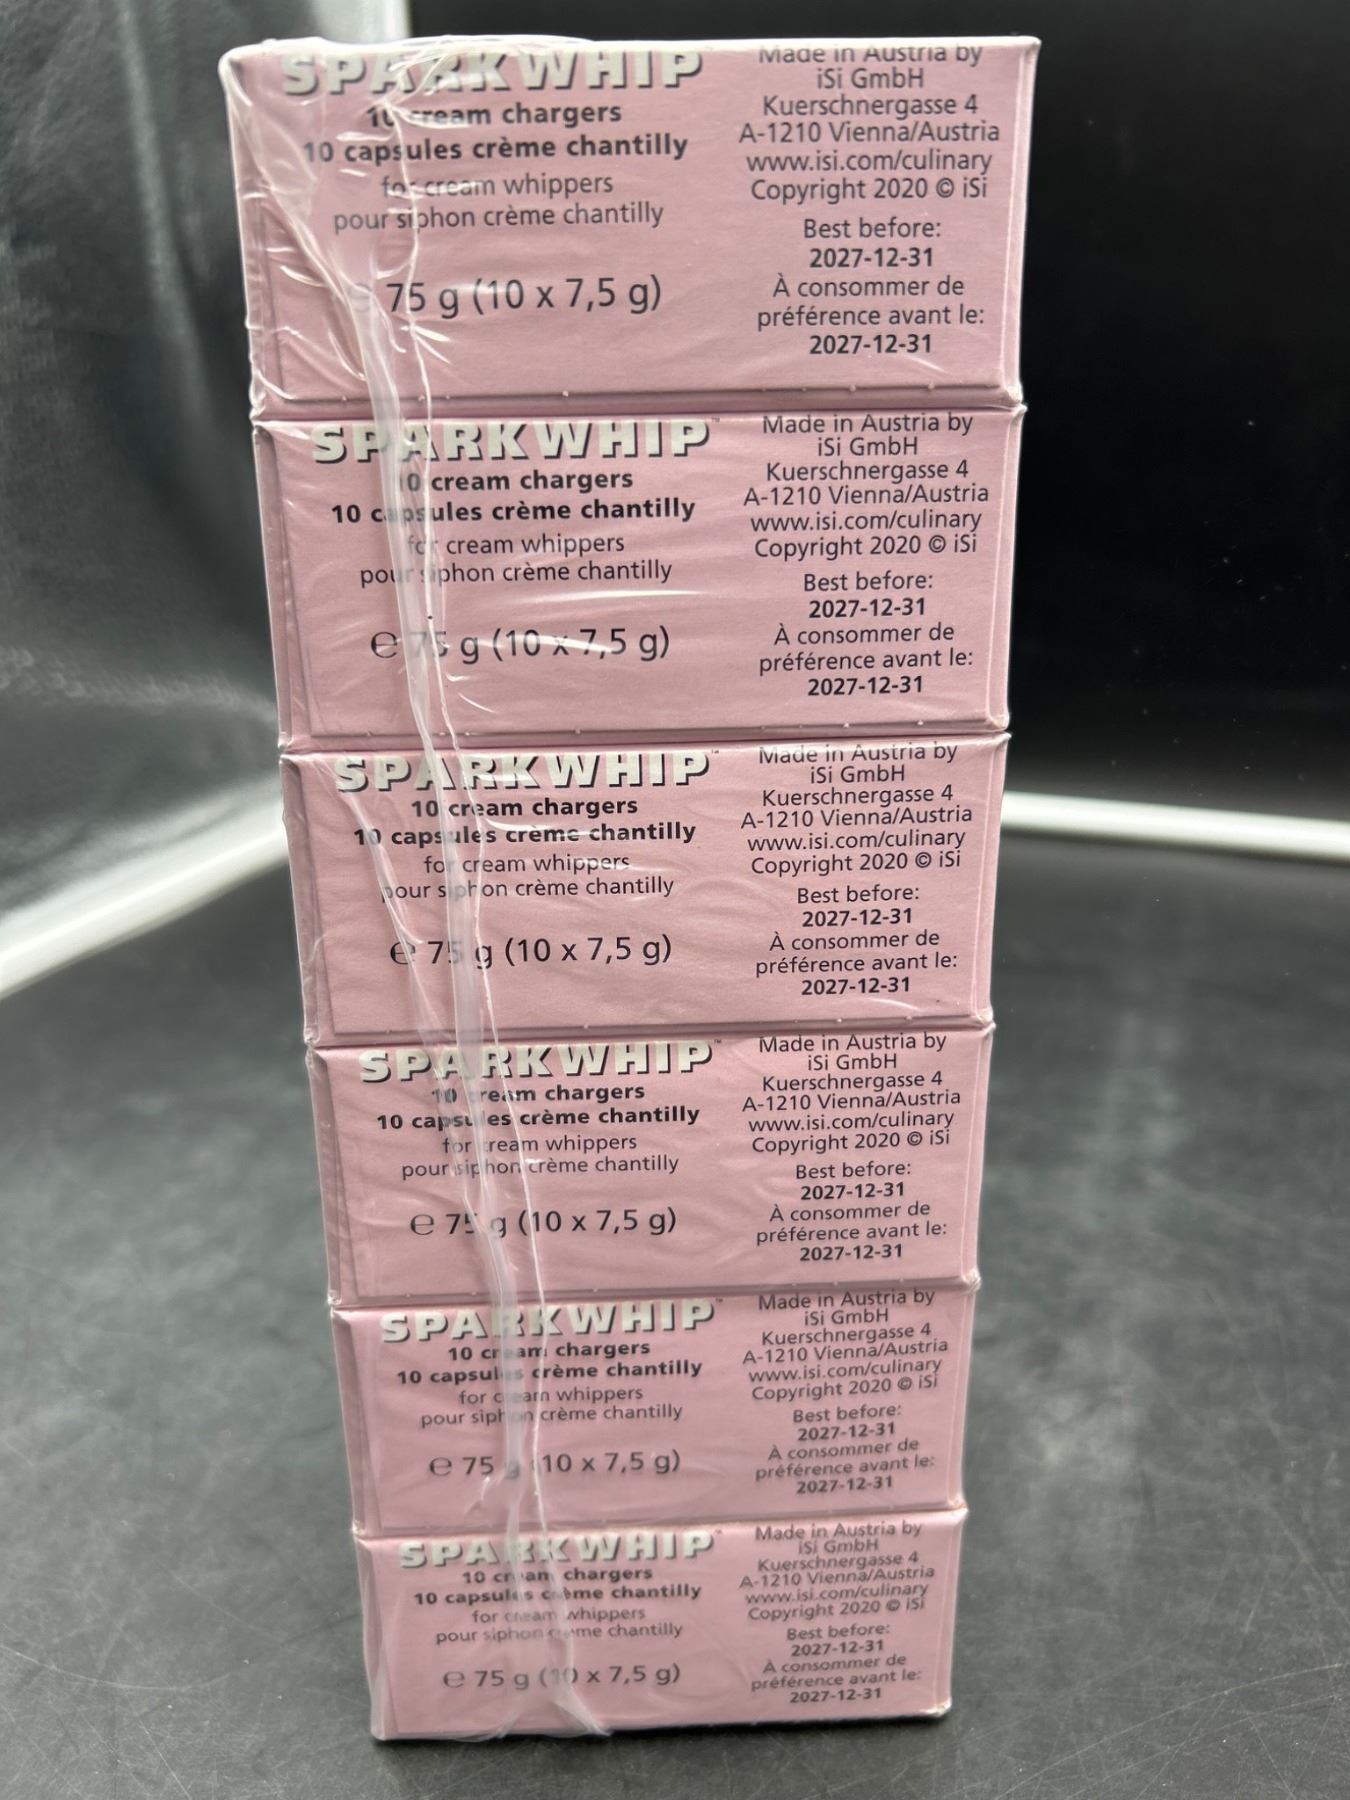 SPARKWHIP™
10 cream chargers
10 capsules crème chantilly
for cream whippers
pour siphon crème chantilly
℮ 75 g (10 x 7,5 g)
Made in Austria by
iSi GmbH
Kuerschnergasse 4
A-1210 Vienna/Austria
www.isi.com/culinary
Copyright 2020 © iSi
Best before:
2027-12-31
À consommer de
préférence avant le:
2027-12-31
SPARKWHIP™
10 cream chargers
10 capsules crème chantilly
for cream whippers
pour siphon crème chantilly
℮ 75 g (10 x 7,5 g)
Made in Austria by
iSi GmbH
Kuerschnergasse 4
A-1210 Vienna/Austria
www.isi.com/culinary
Copyright 2020 © iSi
Best before:
2027-12-31
À consommer de
préférence avant le:
2027-12-31
SPARKWHIP™
10 cream chargers
10 capsules crème chantilly
for cream whippers
pour siphon crème chantilly
℮ 75 g (10 x 7,5 g)
Made in Austria by
iSi GmbH
Kuerschnergasse 4
A-1210 Vienna/Austria
www.isi.com/culinary
Copyright 2020 © iSi
Best before:
2027-12-31
À consommer de
préférence avant le:
2027-12-31
SPARKWHIP™
10 cream chargers
10 capsules crème chantilly
for cream whippers
pour siphon crème chantilly
℮ 75 g (10 x 7,5 g)
Made in Austria by
iSi GmbH
Kuerschnergasse 4
A-1210 Vienna/Austria
www.isi.com/culinary
Copyright 2020 © iSi
Best before:
2027-12-31
À consommer de
préférence avant le:
2027-12-31
SPARKWHIP™
10 cream chargers
10 capsules crème chantilly
for cream whippers
pour siphon crème chantilly
℮ 75 g (10 x 7,5 g)
Made in Austria by
iSi GmbH
Kuerschnergasse 4
A-1210 Vienna/Austria
www.isi.com/culinary
Copyright 2020 © iSi
Best before:
2027-12-31
À consommer de
préférence avant le:
2027-12-31
SPARKWHIP™
10 cream chargers
10 capsules crème chantilly
for cream whippers
pour siphon crème chantilly
℮ 75 g (10 x 7,5 g)
Made in Austria by
iSi GmbH
Kuerschnergasse 4
A-1210 Vienna/Austria
www.isi.com/culinary
Copyright 2020 © iSi
Best before:
2027-12-31
À consommer de
préférence avant le:
2027-12-31